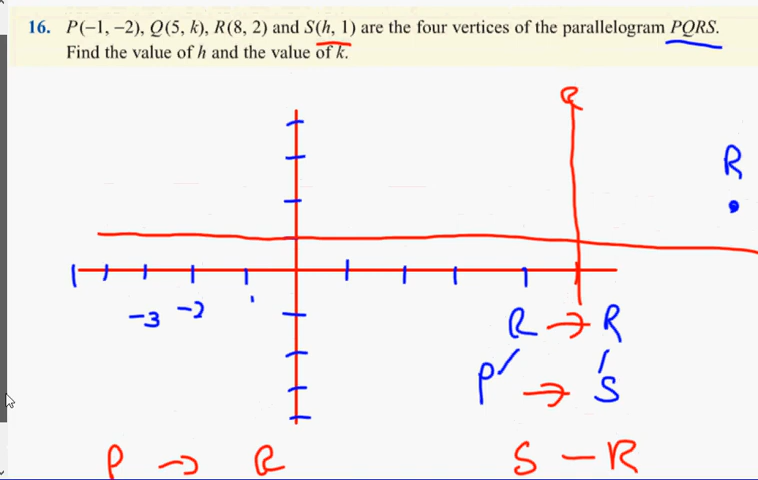 16. P(−1, −2), Q(5, k), R(8, 2) and S(h, 1) are the four vertices of the parallelogram PQRS.
Find the value of h and the value of k.
Q
R
-3 -2
Q → R
P → S
P → Q
S - R